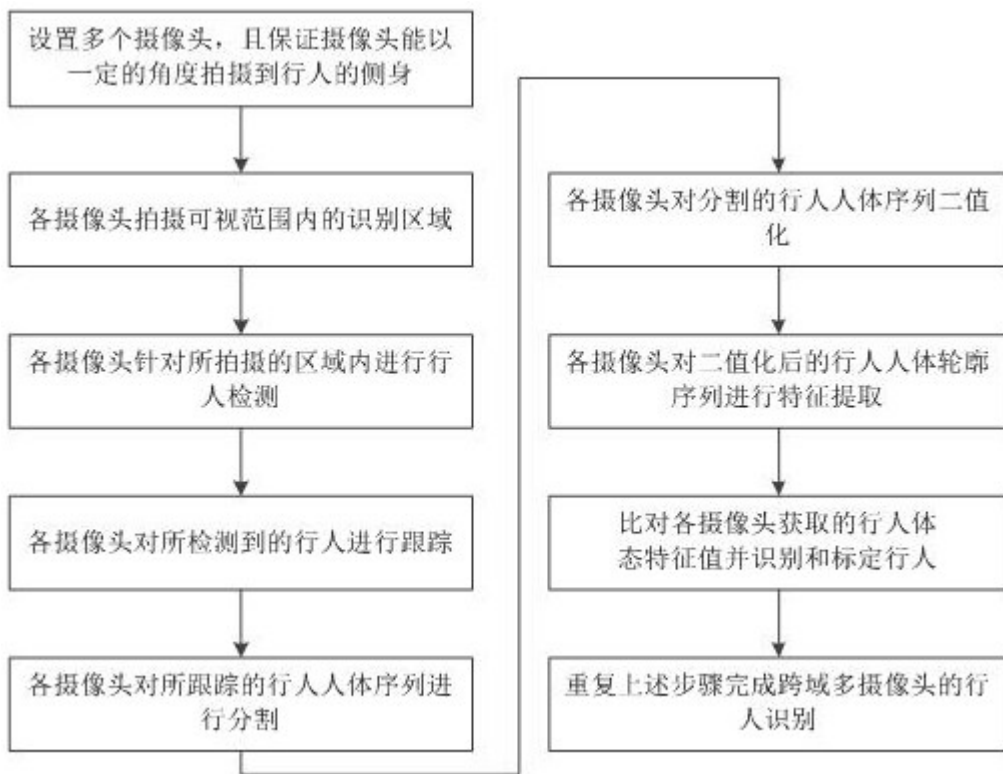 设置多个摄像头，且保证摄像头能以
一定的角度拍摄到行人的侧身
各摄像头拍摄可视范围内的识别区域
各摄像头针对所拍摄的区域内进行行
人检测
各摄像头对所检测到的行人进行跟踪
各摄像头对所跟踪的行人人体序列进
行分割
各摄像头对分割的行人人体序列二值
化
各摄像头对二值化后的行人人体轮廓
序列进行特征提取
比对各摄像头获取的行人体
态特征值并识别和标定行人
重复上述步骤完成跨域多摄像头的行
人识别